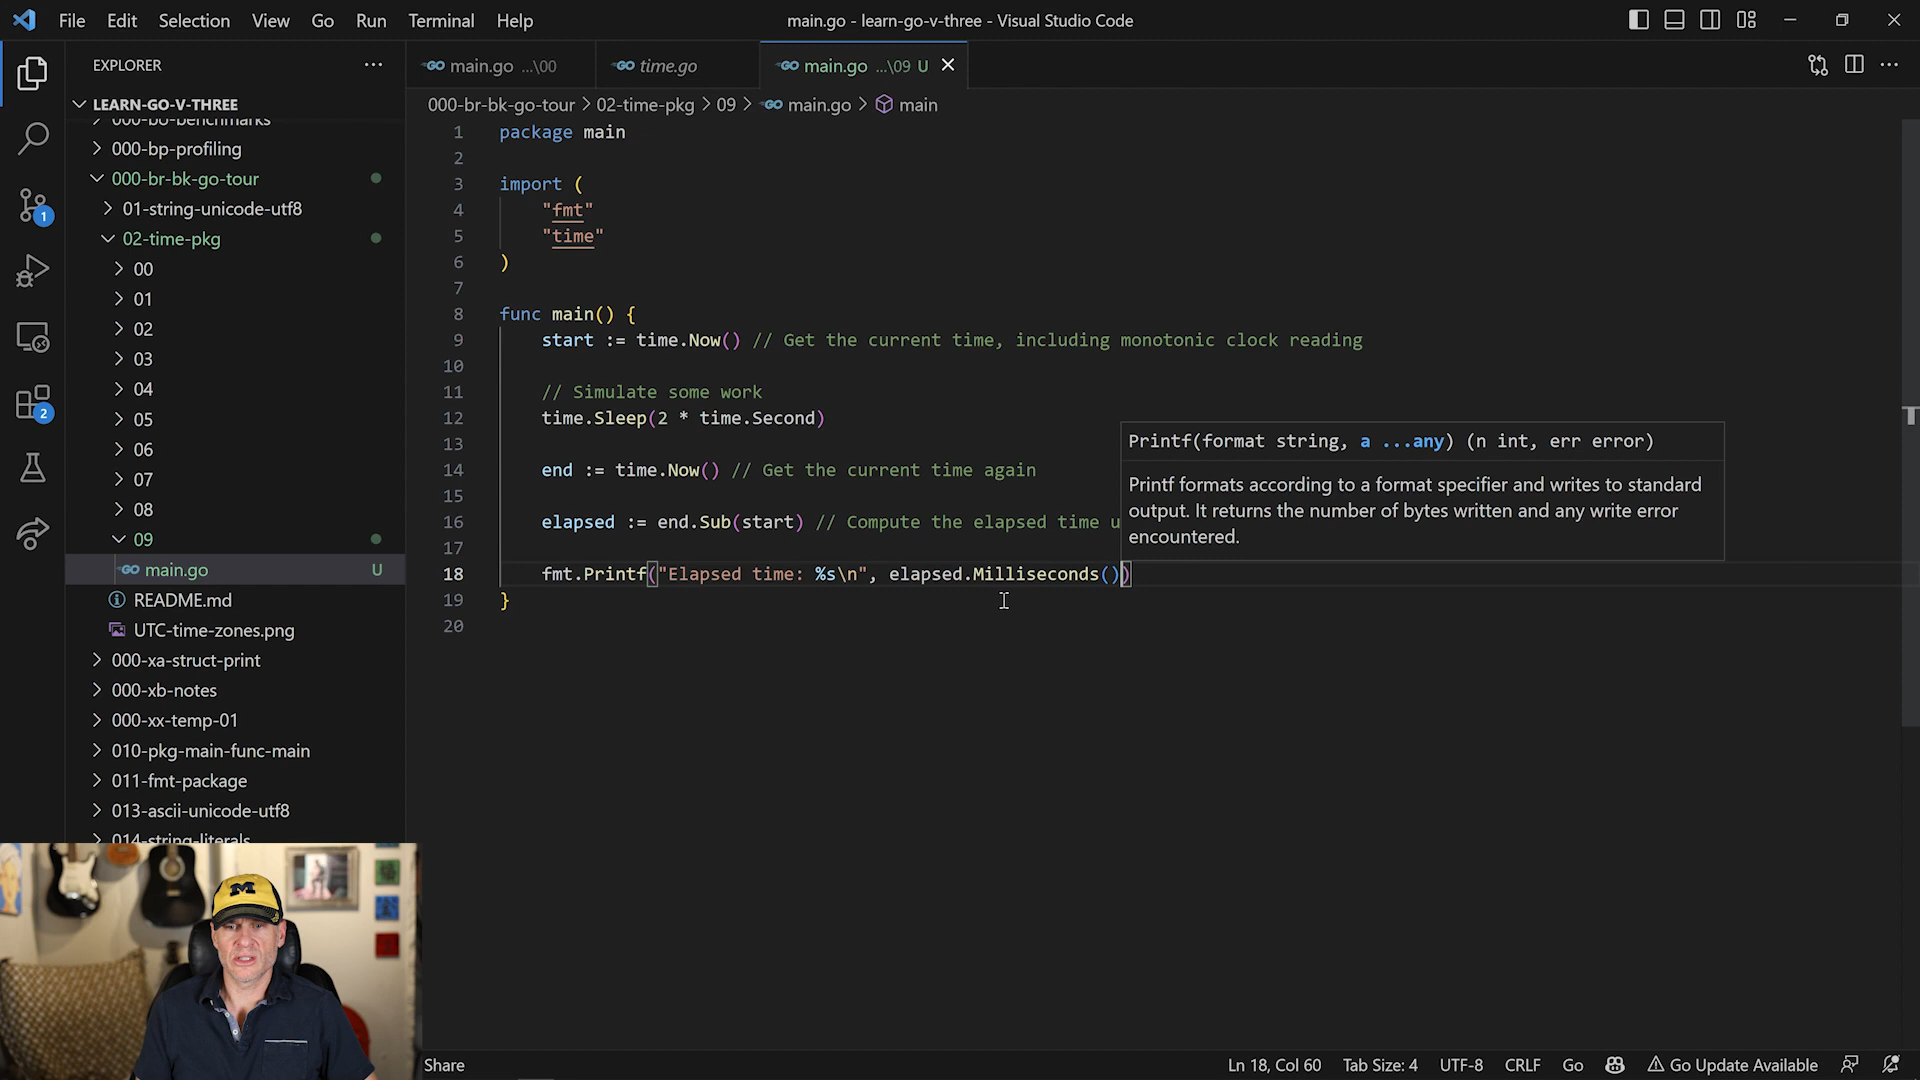 File Edit Selection View Go Run Terminal Help
main.go - learn-go-v-three - Visual Studio Code
EXPLORER
main.go ...\00
time.go
main.go ...\09 U
LEARN-GO-V-THREE
000-br-bk-go-tour > 02-time-pkg > 09 > main.go > main
000-bo-benchmarks
000-bp-profiling
000-br-bk-go-tour
01-string-unicode-utf8
02-time-pkg
00
01
02
03
04
05
06
07
08
09
main.go U
README.md
UTC-time-zones.png
000-xa-struct-print
000-xb-notes
000-xx-temp-01
010-pkg-main-func-main
011-fmt-package
013-ascii-unicode-utf8
014-string-literals
1
2
1 package main
2
3 import (
4 "fmt"
5 "time"
6 )
7
8 func main() {
9 start := time.Now() // Get the current time, including monotonic clock reading
10
11 // Simulate some work
12 time.Sleep(2 * time.Second)
13
14 end := time.Now() // Get the current time again
15
16 elapsed := end.Sub(start) // Compute the elapsed time u
17
18 fmt.Printf("Elapsed time: %s\n", elapsed.Milliseconds())
19 }
20
Printf(format string, a ...any) (n int, err error)
Printf formats according to a format specifier and writes to standard
output. It returns the number of bytes written and any write error
encountered.
M
Share
Ln 18, Col 60 Tab Size: 4 UTF-8 CRLF Go Go Update Available